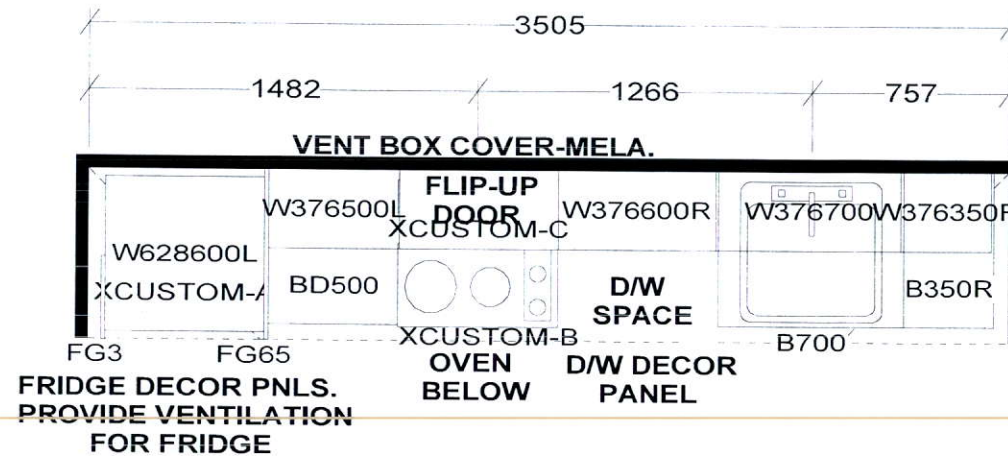 3505
1482
1266
757
VENT BOX COVER-MELA.
FLIP-UP
DOOR
W376500L
XCUSTOM-C
W376600R
W376700
W376350R
W628600L
XCUSTOM-A
BD500
D/W
SPACE
B350R
XCUSTOM-B
B700
FG3
FG65
OVEN
BELOW
D/W DECOR
PANEL
FRIDGE DECOR PNLS.
PROVIDE VENTILATION
FOR FRIDGE